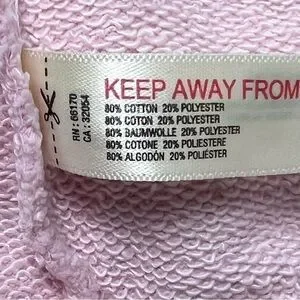 RN: 66170
CA: 32054
KEEP AWAY FROM
80% COTTON 20% POLYESTER
80% COTON 20% POLYESTER
80% BAUMWOLLE 20% POLYESTER
80% COTONE 20% POLIESTERE
80% ALGODÓN 20% POLIÉSTER